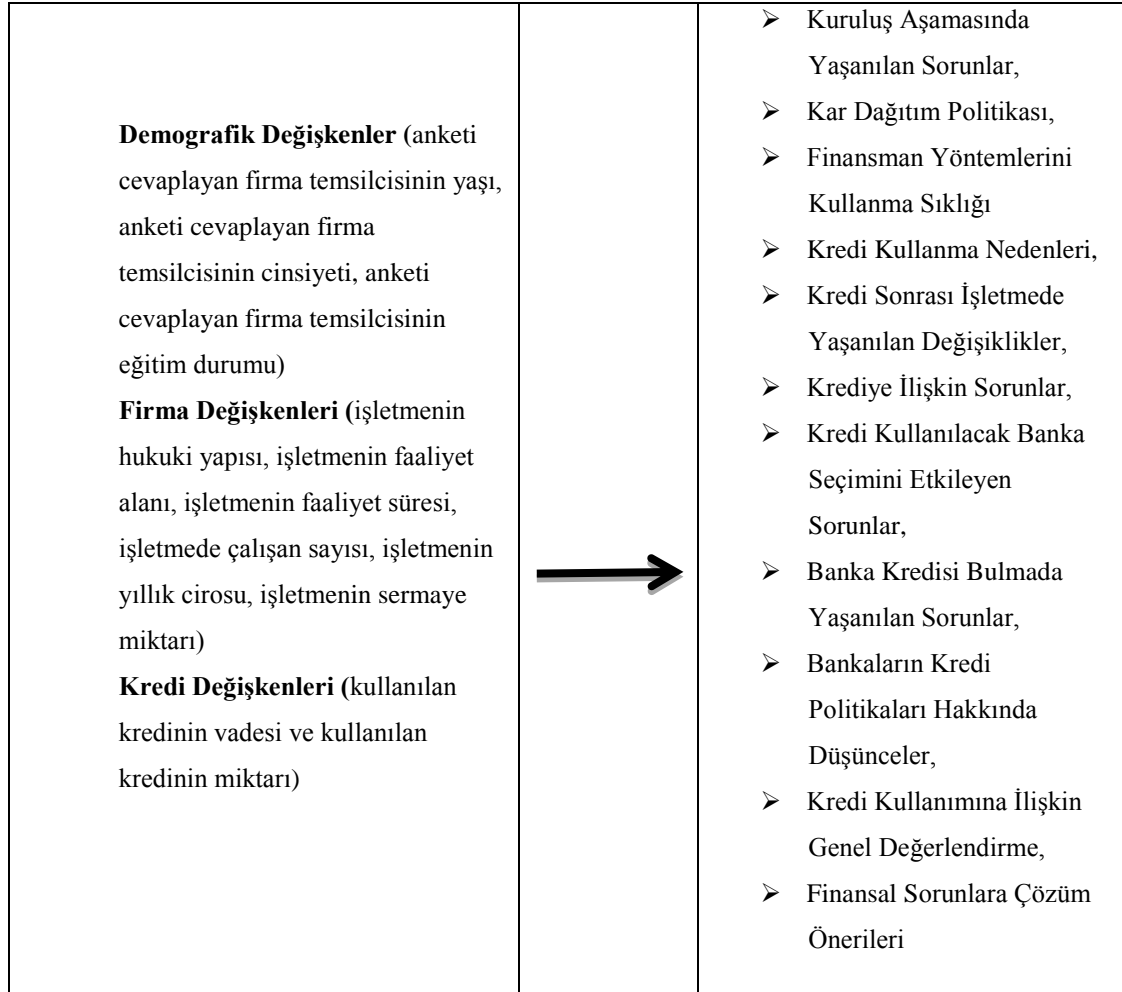 Demografik Değişkenler (anketi
cevaplayan firma temsilcisinin yaşı,
anketi cevaplayan firma
temsilcisinin cinsiyeti, anketi
cevaplayan firma temsilcisinin
eğitim durumu)
Firma Değişkenleri (işletmenin
hukuki yapısı, işletmenin faaliyet
alanı, işletmenin faaliyet süresi,
işletmede çalışan sayısı, işletmenin
yıllık cirosu, işletmenin sermaye
miktarı)
Kredi Değişkenleri (kullanılan
kredinin vadesi ve kullanılan
kredinin miktarı)
➢ Kuruluş Aşamasında
Yaşanılan Sorunlar,
➢ Kar Dağıtım Politikası,
➢ Finansman Yöntemlerini
Kullanma Sıklığı
➢ Kredi Kullanma Nedenleri,
➢ Kredi Sonrası İşletmede
Yaşanılan Değişiklikler,
➢ Krediye İlişkin Sorunlar,
➢ Kredi Kullanılacak Banka
Seçimini Etkileyen
Sorunlar,
➢ Banka Kredisi Bulmada
Yaşanılan Sorunlar,
➢ Bankaların Kredi
Politikaları Hakkında
Düşünceler,
➢ Kredi Kullanımına İlişkin
Genel Değerlendirme,
➢ Finansal Sorunlara Çözüm
Önerileri